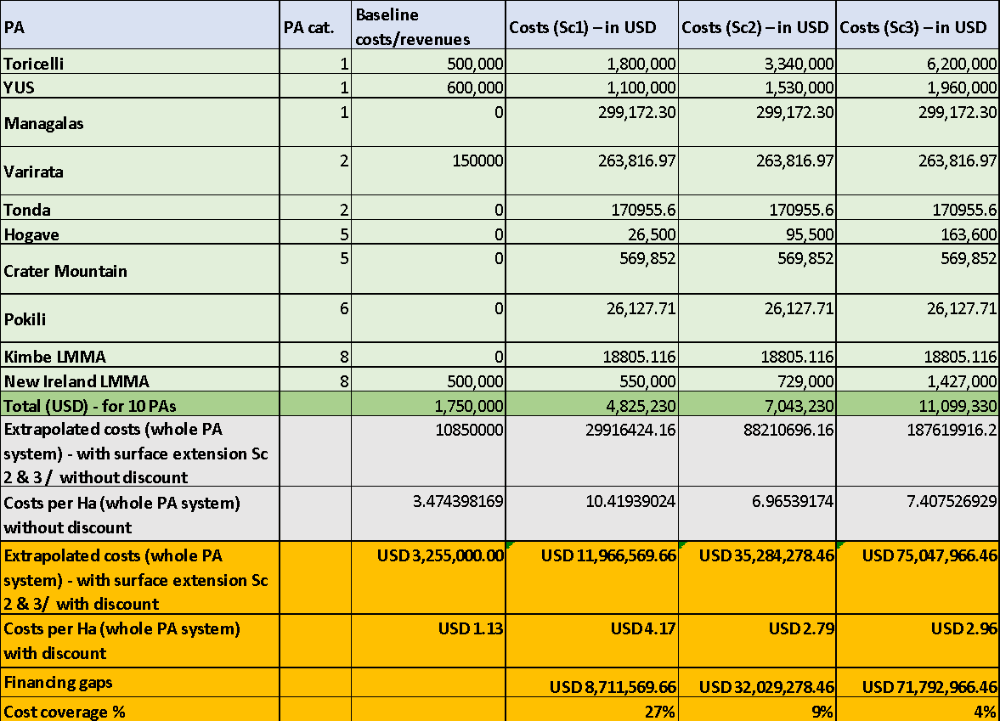 PA PA cat. Baseline costs/revenues Costs (Sc1) – in USD Costs (Sc2) – in USD Costs (Sc3) – in USD
Toricelli 1 500,000 1,800,000 3,340,000 6,200,000
YUS 1 600,000 1,100,000 1,530,000 1,960,000
Managalas 1 0 299,172.30 299,172.30 299,172.30
Varirata 2 150000 263,816.97 263,816.97 263,816.97
Tonda 2 0 170955.6 170955.6 170955.6
Hogave 5 0 26,500 95,500 163,600
Crater Mountain 5 0 569,852 569,852 569,852
Pokili 6 0 26,127.71 26,127.71 26,127.71
Kimbe LMMA 8 0 18805.116 18805.116 18805.116
New Ireland LMMA 8 500,000 550,000 729,000 1,427,000
Total (USD) - for 10 PAs 1,750,000 4,825,230 7,043,230 11,099,330
Extrapolated costs (whole PA 10850000 29916424.16 88210696.16 187619916.2
system) - with surface extension Sc
2 & 3 / without discount
Costs per Ha (whole PA system) 3.474398169 10.41939024 6.96539174 7.407526929
without discount
Extrapolated costs (whole PA USD 3,255,000.00 USD 11,966,569.66 USD 35,284,278.46 USD 75,047,966.46
system) - with surface extension Sc
2 & 3/ with discount
Costs per Ha (whole PA system) USD 1.13 USD 4.17 USD 2.79 USD 2.96
with discount
Financing gaps USD 8,711,569.66 USD 32,029,278.46 USD 71,792,966.46
Cost coverage % 27% 9% 4%